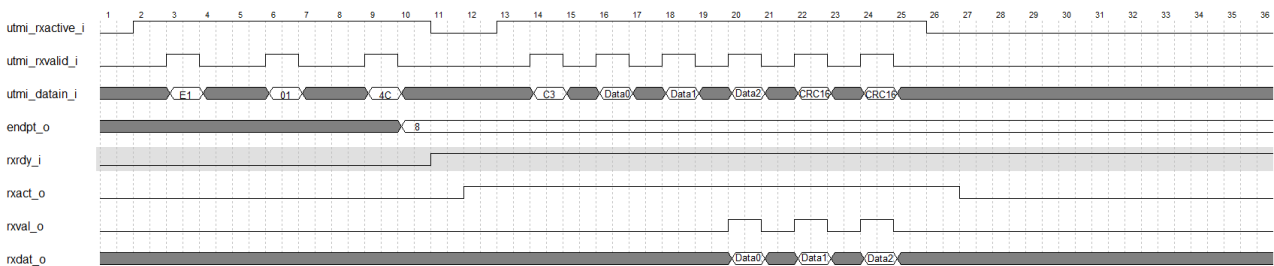 1 2 3 4 5 6 7 8 9 10 11 12 13 14 15 16 17 18 19 20 21 22 23 24 25 26 27 28 29 30 31 32 33 34 35 36
utmi_rxactive_i
utmi_rxvalid_i
utmi_datain_i E1 01 4C C3 Data0 Data1 Data2 CRC16 CRC16
endpt_o 8
rxrdy_i
rxact_o
rxval_o
rxdat_o Data0 Data1 Data2